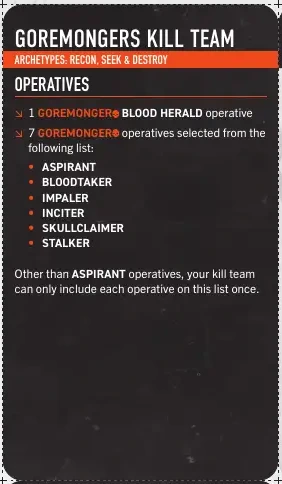 GOREMONGERS KILL TEAM
ARCHETYPES: RECON, SEEK & DESTROY
OPERATIVES
↘ 1 GOREMONGER BLOOD HERALD operative
↘ 7 GOREMONGER operatives selected from the
following list:
• ASPIRANT
• BLOODTAKER
• IMPALER
• INCITER
• SKULLCLAIMER
• STALKER
Other than ASPIRANT operatives, your kill team
can only include each operative on this list once.